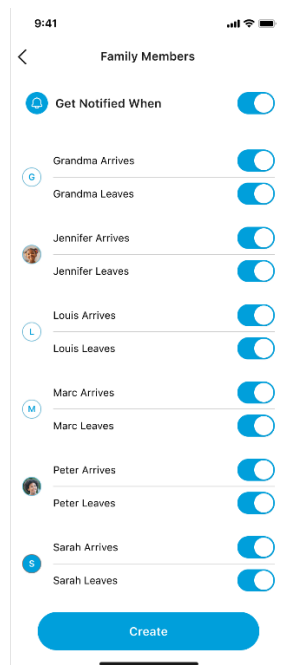 9:41
Family Members
Get Notified When
Grandma Arrives
G
Grandma Leaves
Jennifer Arrives
Jennifer Leaves
Louis Arrives
L
Louis Leaves
Marc Arrives
M
Marc Leaves
Peter Arrives
Peter Leaves
Sarah Arrives
S
Sarah Leaves
Create